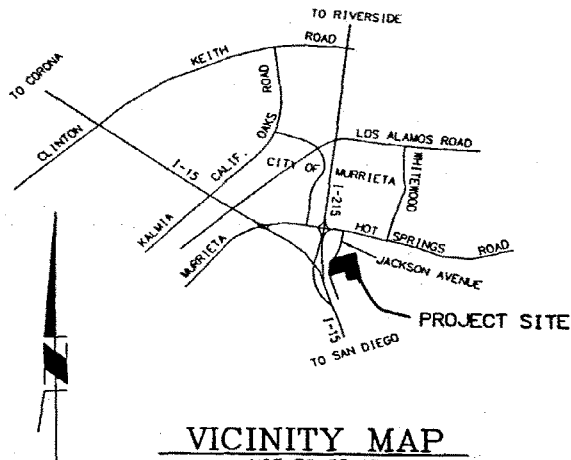 TO RIVERSIDE
TO CORONA
KEITH
ROAD
CLINTON
ROAD
OAKS
CALIF.
KALMIA
I-15
CITY OF
MURRIETA
LOS ALAMOS ROAD
WHITEWOOD
I-215
MURRIETA
HOT SPRINGS ROAD
JACKSON AVENUE
PROJECT SITE
I-15
TO SAN DIEGO
VICINITY MAP